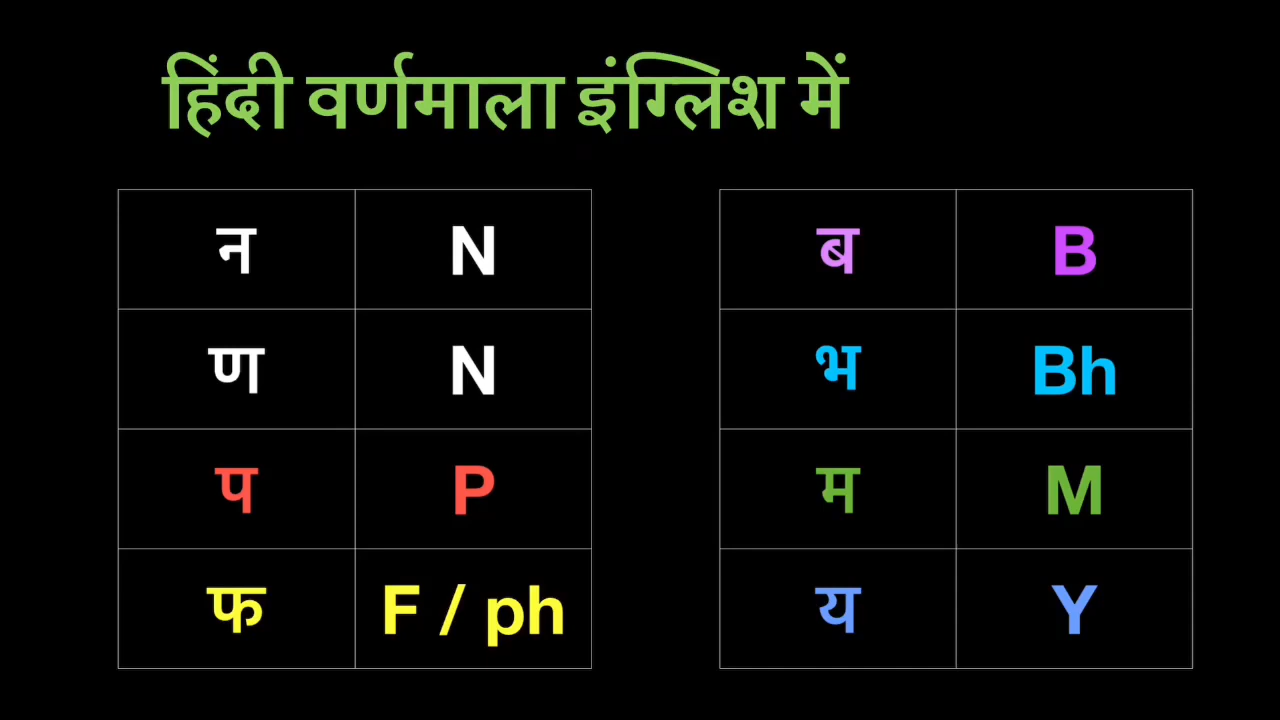 हिंदी वर्णमाला इंग्लिश में
न N
ण N
प P
फ F / ph
ब B
भ Bh
म M
य Y